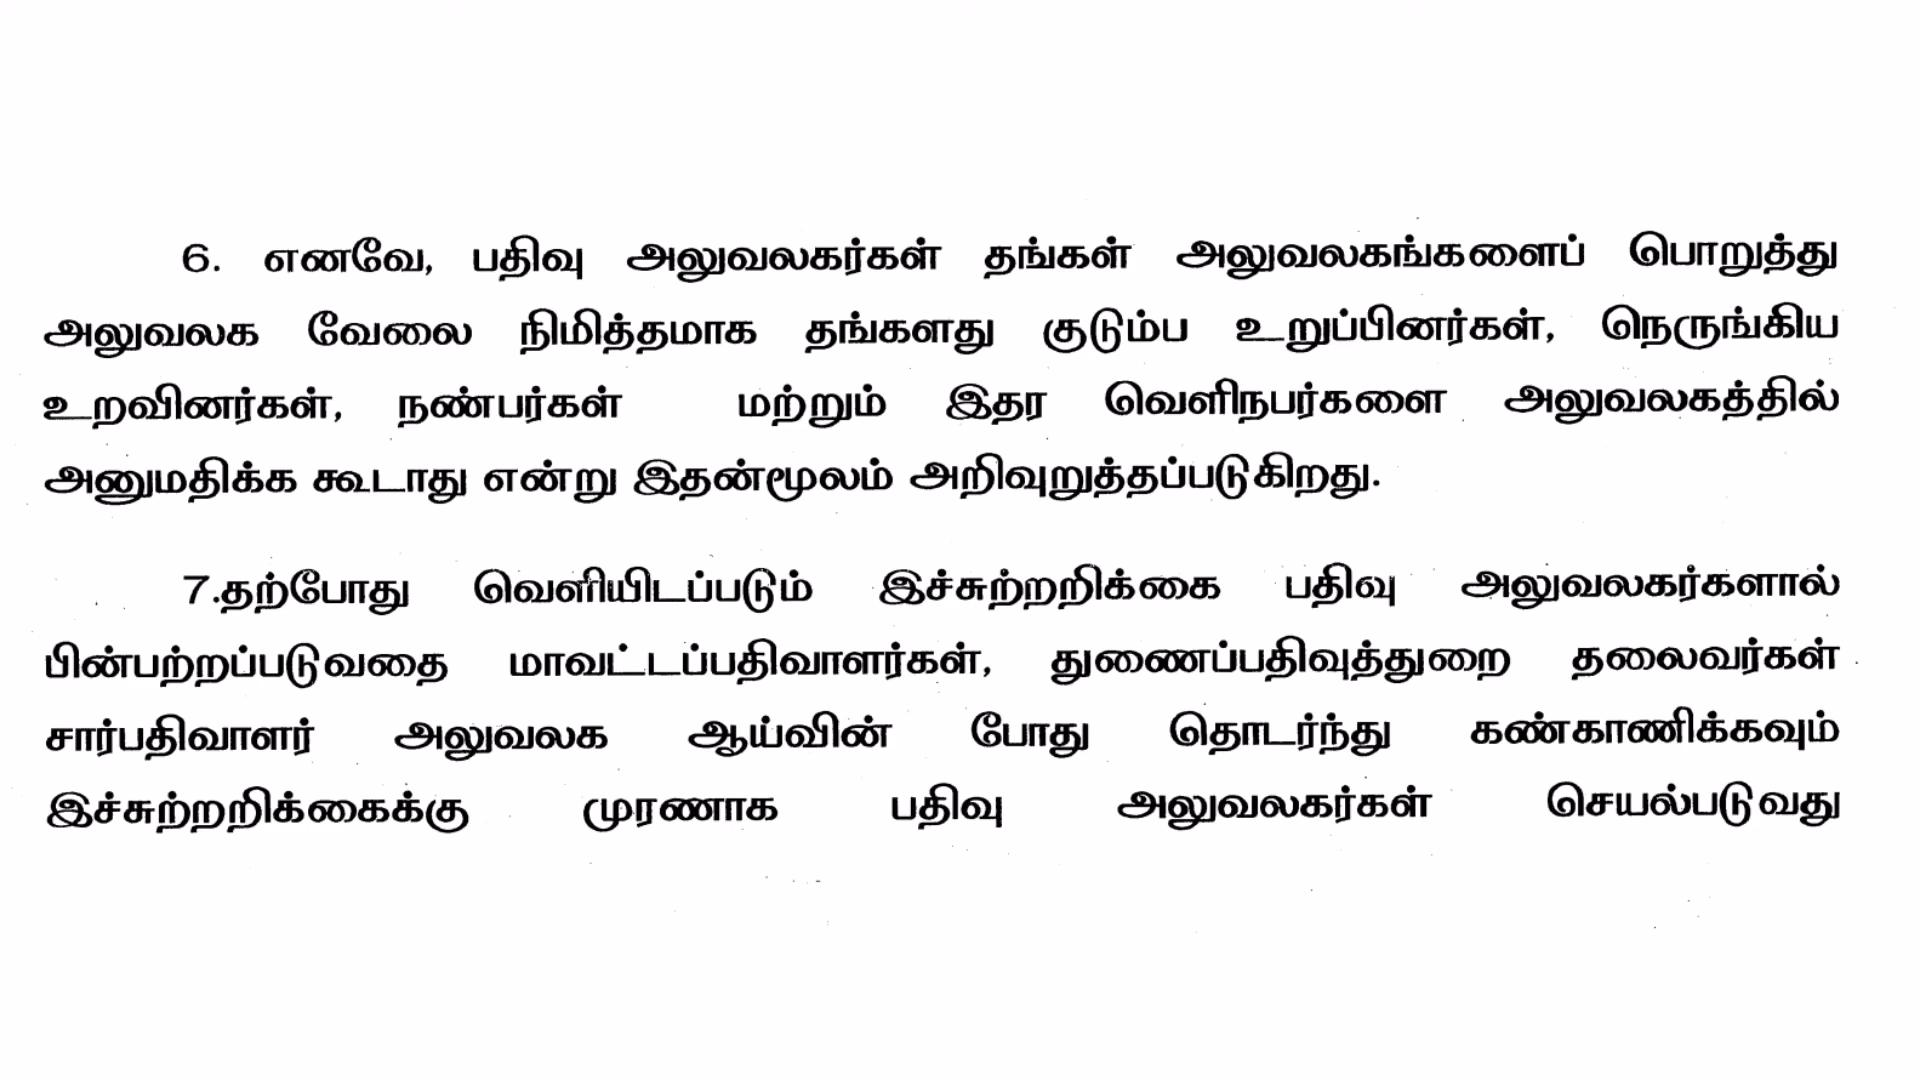 6. எனவே, பதிவு அலுவலகர்கள் தங்கள் அலுவலகங்களைப் பொறுத்து
அலுவலக வேலை நிமித்தமாக தங்களது குடும்ப உறுப்பினர்கள், நெருங்கிய
உறவினர்கள், நண்பர்கள் மற்றும் இதர வெளிநபர்களை அலுவலகத்தில்
அனுமதிக்க கூடாது என்று இதன்மூலம் அறிவுறுத்தப்படுகிறது.
7.தற்போது வெளியிடப்படும் இச்சுற்றறிக்கை பதிவு அலுவலகர்களால்
பின்பற்றப்படுவதை மாவட்டப்பதிவாளர்கள், துணைப்பதிவுத்துறை தலைவர்கள்
சார்பதிவாளர் அலுவலக ஆய்வின் போது தொடர்ந்து கண்காணிக்கவும்
இச்சுற்றறிக்கைக்கு முரணாக பதிவு அலுவலகர்கள் செயல்படுவது